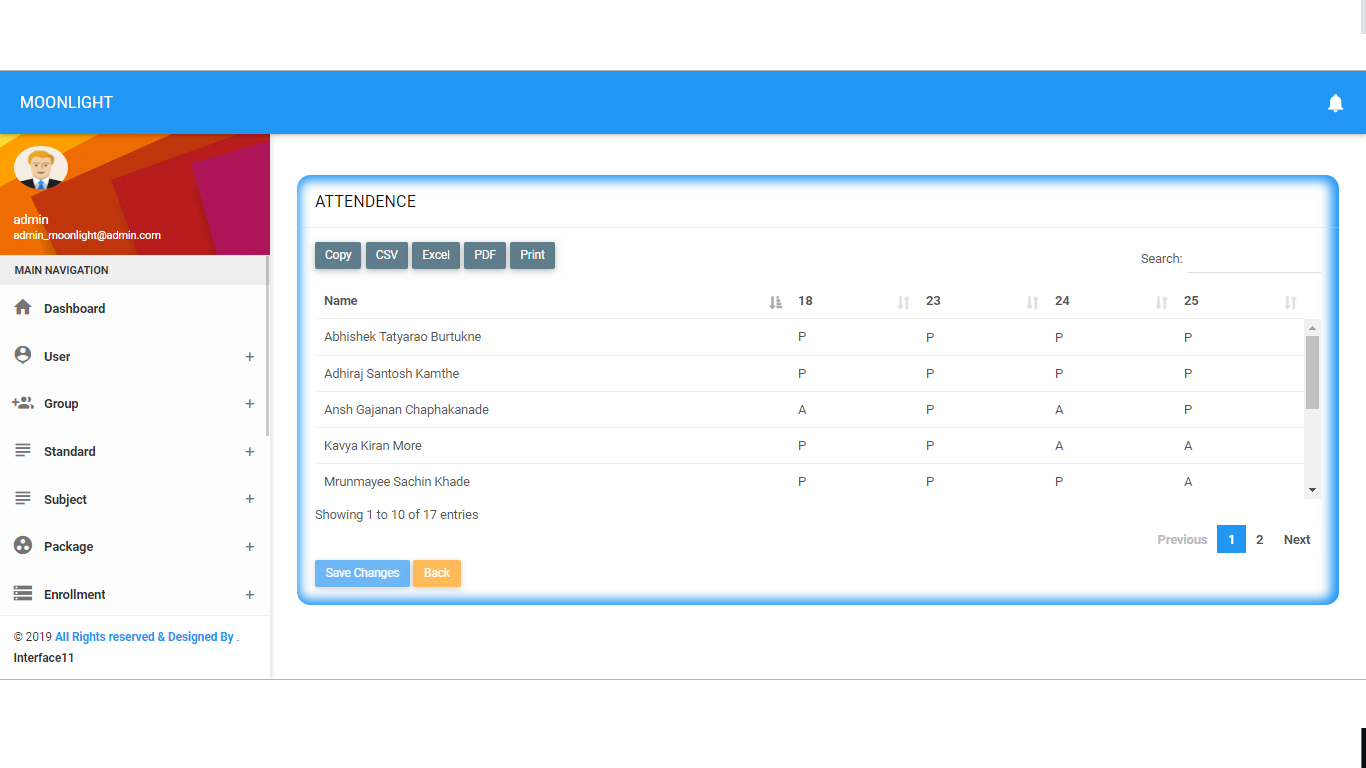 MOONLIGHT
admin
admin_moonlight@admin.com
MAIN NAVIGATION
Dashboard
User +
Group +
Standard +
Subject +
Package +
Enrollment +
© 2019 All Rights reserved & Designed By .
Interface11
ATTENDENCE
Copy CSV Excel PDF Print
Search:
Name 18 23 24 25
Abhishek Tatyarao Burtukne P P P P
Adhiraj Santosh Kamthe P P P P
Ansh Gajanan Chaphakanade A P A P
Kavya Kiran More P P A A
Mrunmayee Sachin Khade P P P A
Showing 1 to 10 of 17 entries
Previous 1 2 Next
Save Changes Back